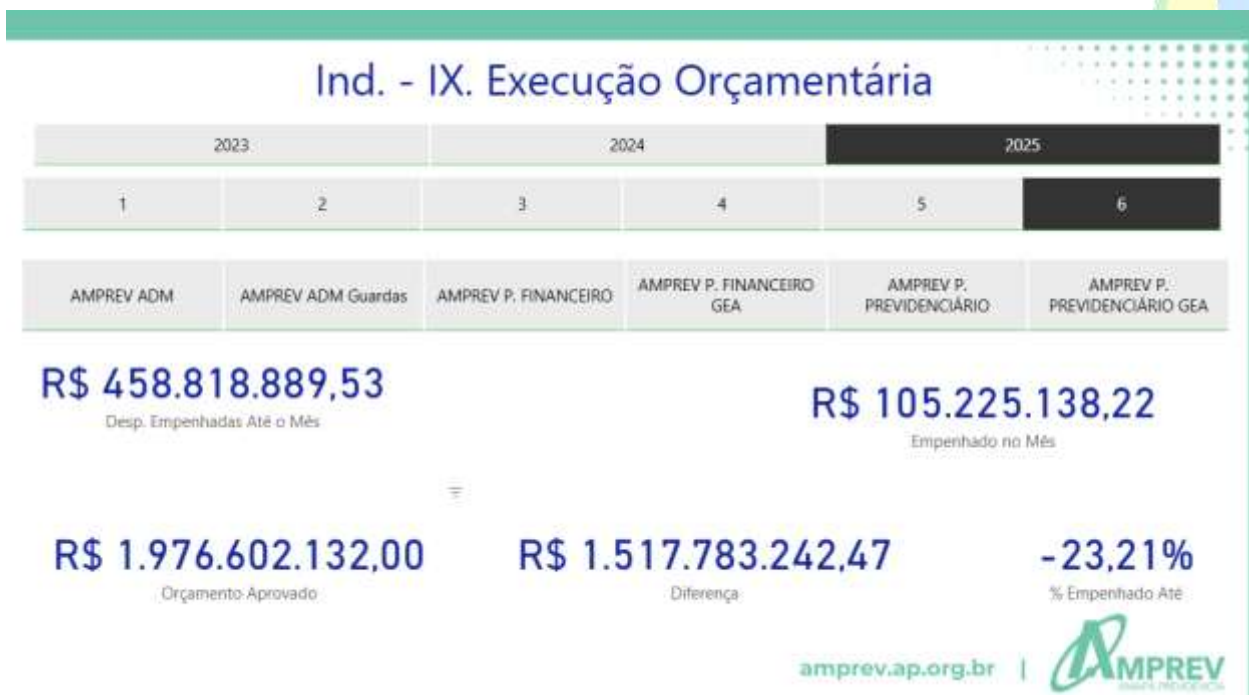 Ind. - IX. Execução Orçamentária
2023 2024 2025
1 2 3 4 5 6
AMPREV ADM AMPREV ADM Guardas AMPREV P. FINANCEIRO AMPREV P. FINANCEIRO GEA AMPREV P. PREVIDENCIÁRIO AMPREV P. PREVIDENCIÁRIO GEA
R$ 458.818.889,53
Desp. Empenhadas Até o Mês
R$ 105.225.138,22
Empenhado no Mês
R$ 1.976.602.132,00
Orçamento Aprovado
R$ 1.517.783.242,47
Diferença
-23,21%
% Empenhado Até
amprev.ap.org.br |
AMPREV